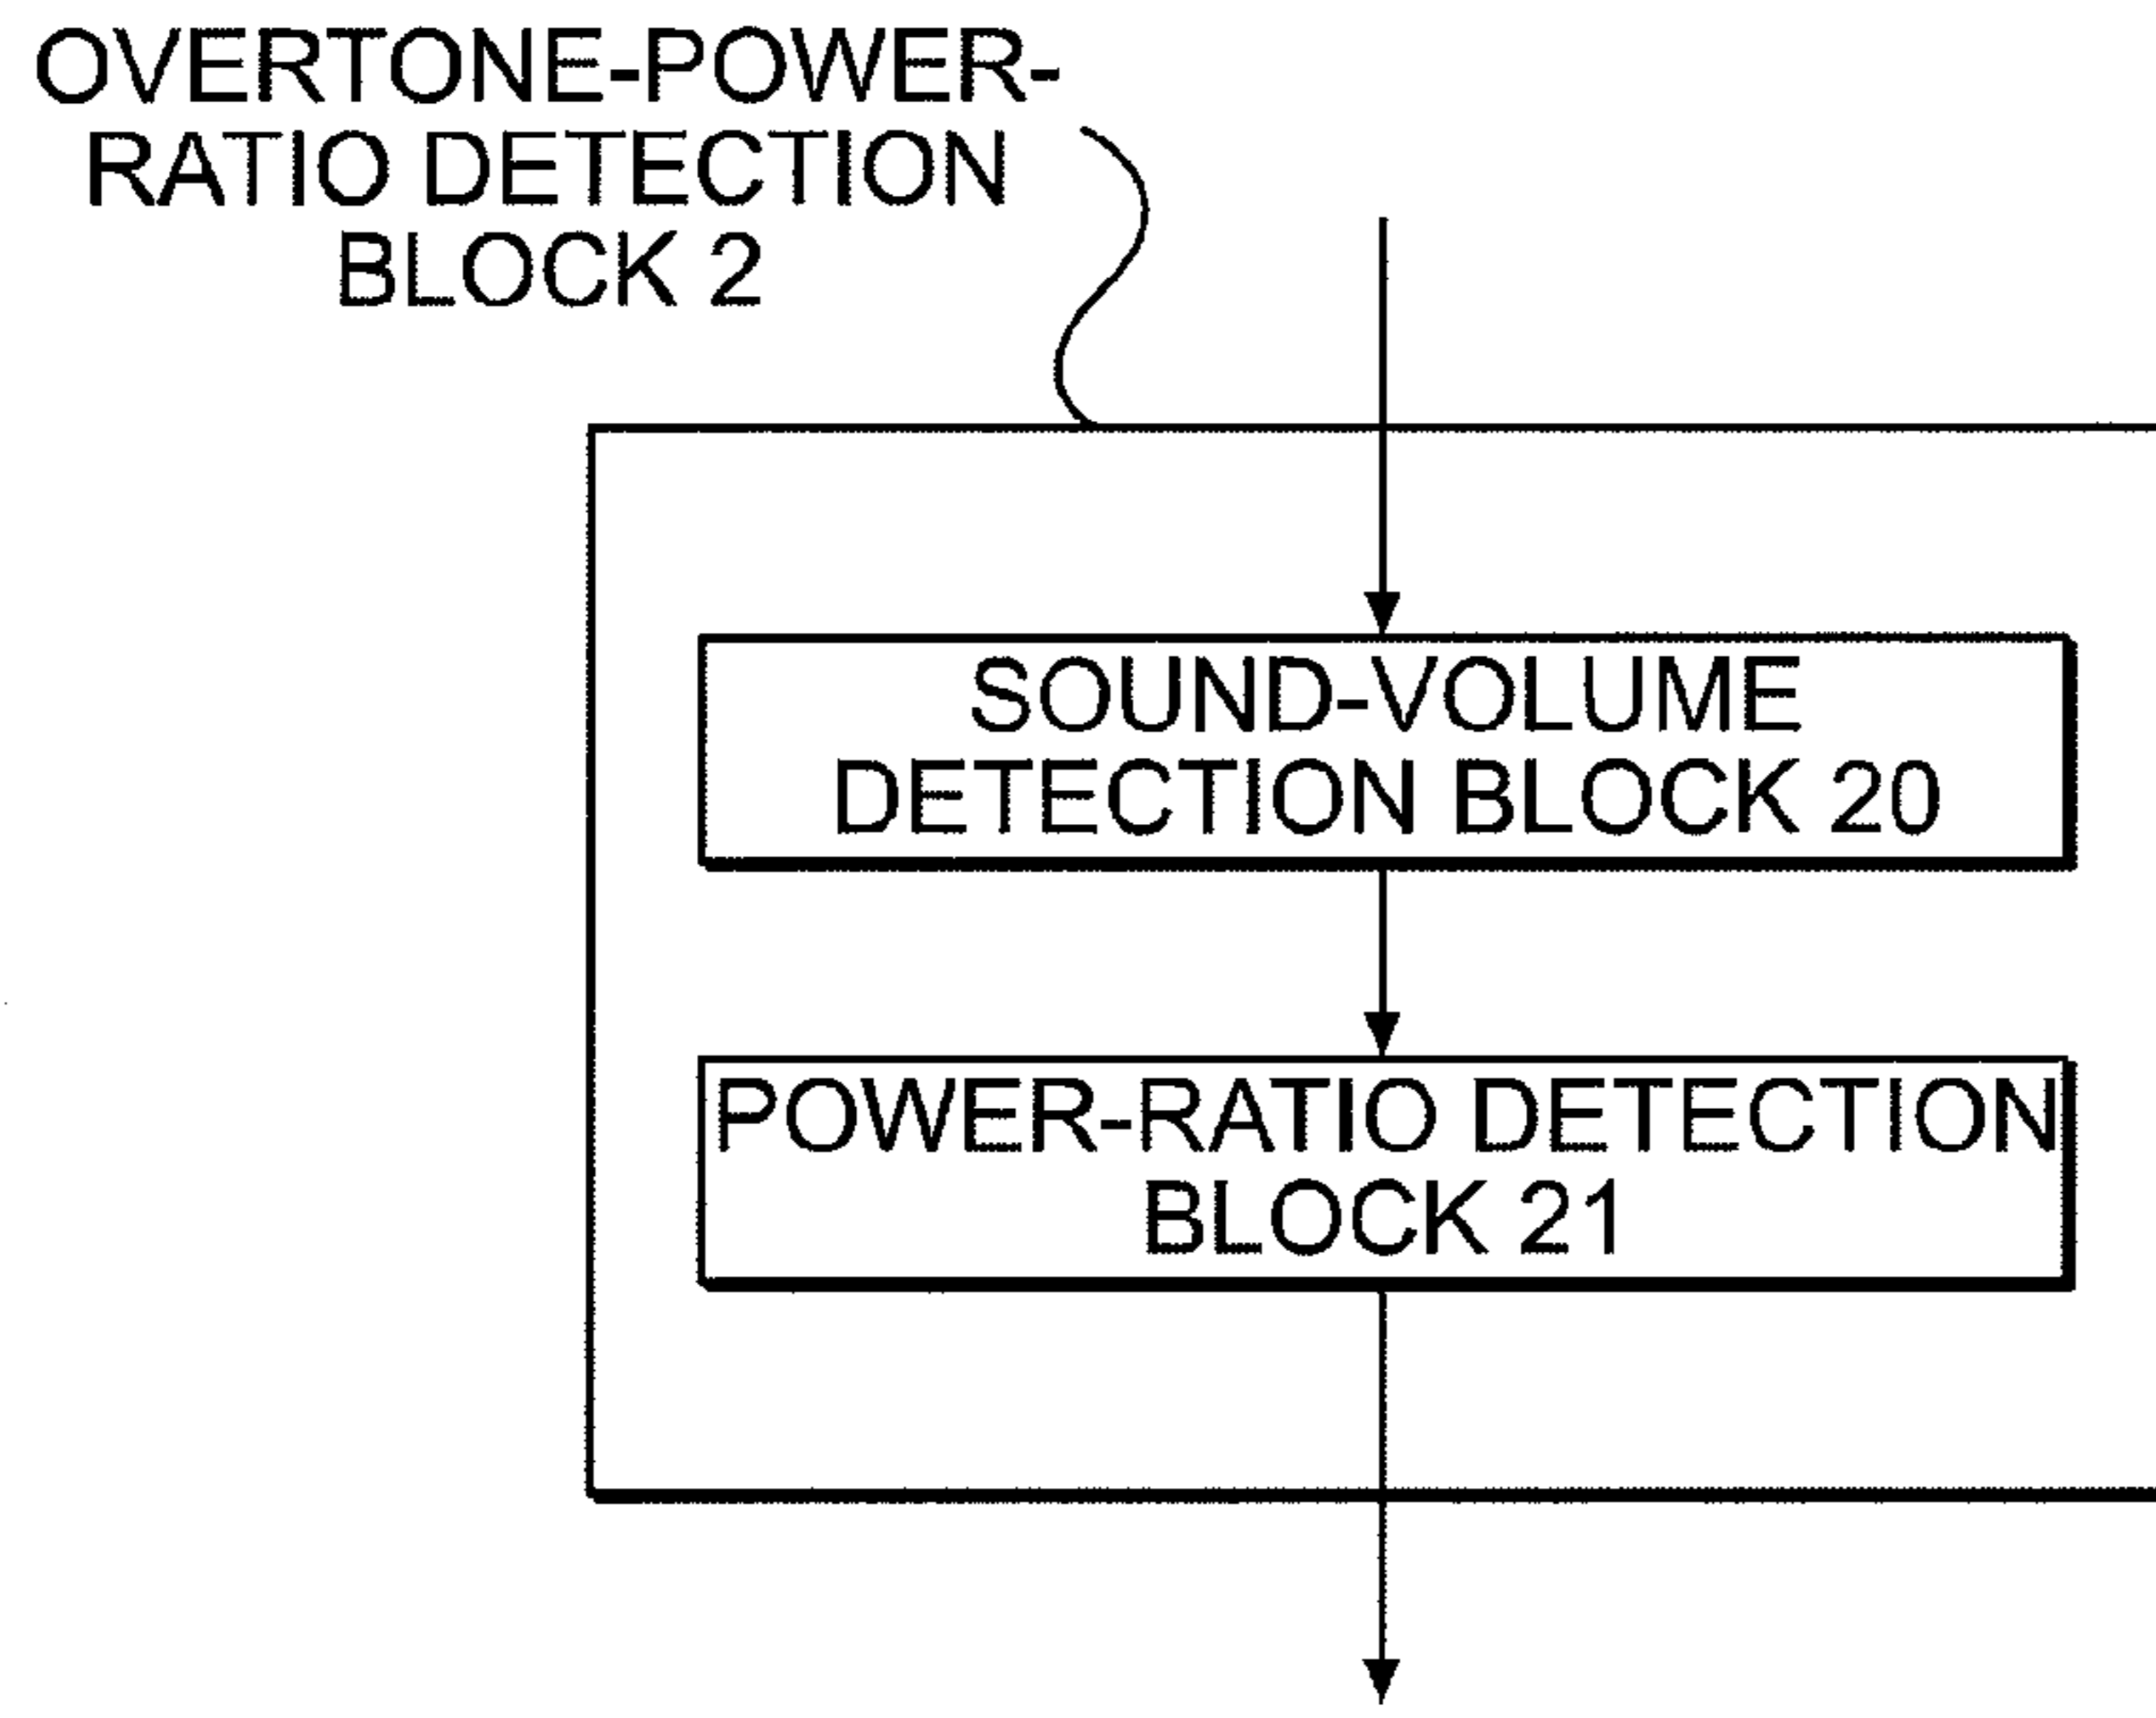 OVERTONE-POWER-
RATIO DETECTION
BLOCK 2
SOUND-VOLUME
DETECTION BLOCK 20
POWER-RATIO DETECTION
BLOCK 21